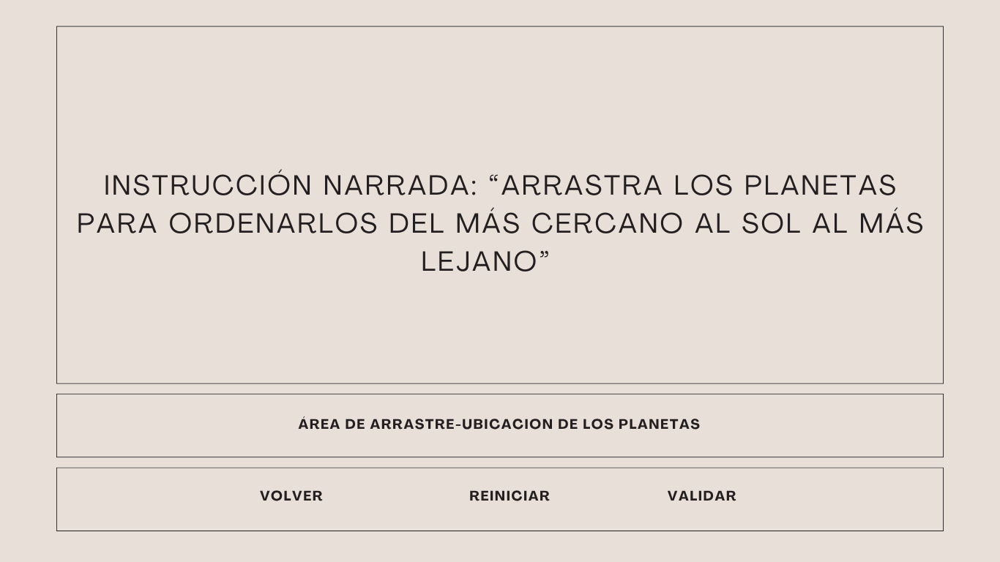 INSTRUCCIÓN NARRADA: “ARRASTRA LOS PLANETAS
PARA ORDENARLOS DEL MÁS CERCANO AL SOL AL MÁS
LEJANO”
ÁREA DE ARRASTRE-UBICACION DE LOS PLANETAS
VOLVER REINICIAR VALIDAR